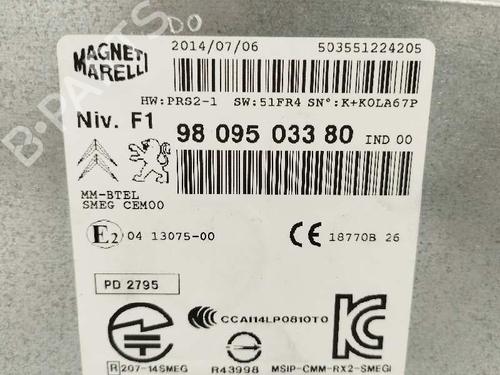 MAGNETI MARELLI
2014/07/06 503551224205
HW:PRS2-1 SW:51FR4 SN°:K+K0LA67P
Niv. F1 98 095 033 80 IND 00
MM-BTEL
SMEG CEM00
E2 04 13075-00 CE 18770B 26
PD 2795
CCAI14LP0810T0
R 207-14SMEG R43998 MSIP-CMM-RX2-SMEGI
B-PARTS